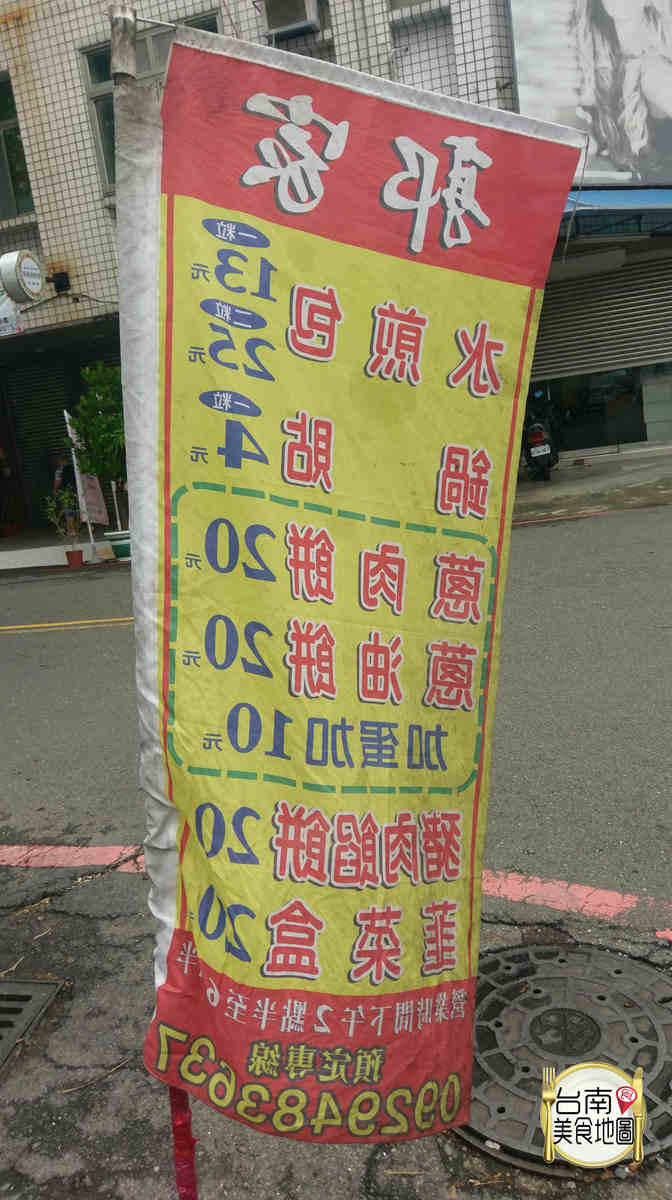 郭家
水煎包 一粒13元
二粒25元
鍋貼 一粒4元
蔥肉餅 20元
蔥油餅 20元
加蛋加10元
豬肉餡餅 20
韮菜盒 20
營業時間下午2點半至6 半
預定專線
0929483637
台南 食
美食地圖